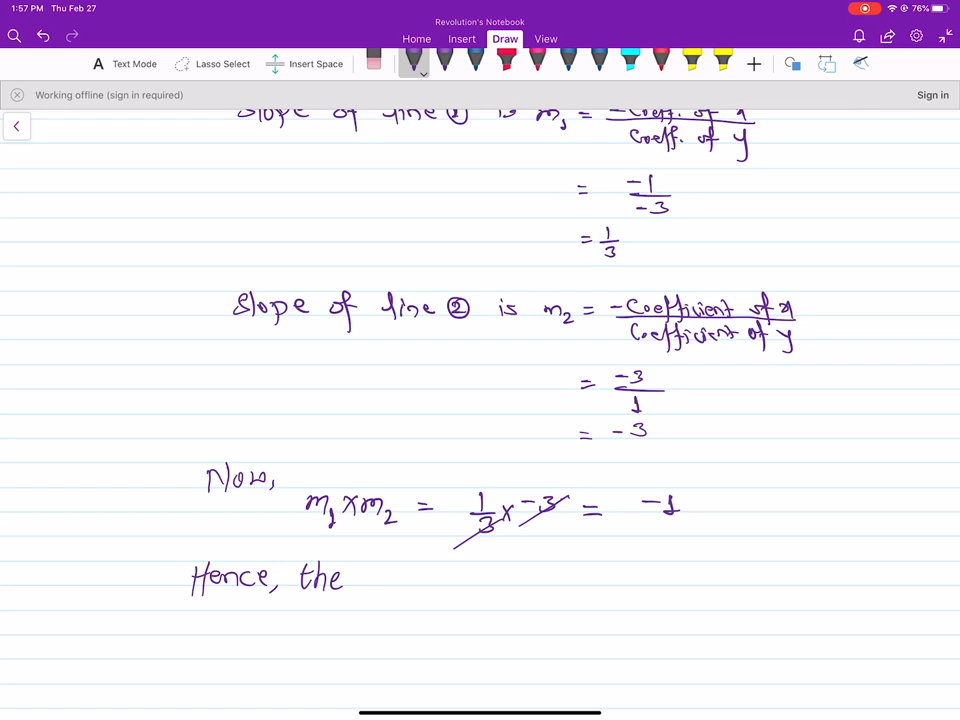 1:57 PM Thu Feb 27
76%
Revolution's Notebook
Home Insert Draw View
A Text Mode Lasso Select Insert Space
Working offline (sign in required) Sign in
Slope of line ① is m₁ = -Coeff. of x
Coeff. of y
= -1
-3
= 1
3
Slope of line ② is m₂ = -Coefficient of x
Coefficient of y
= -3
1
= -3
Now,
m₁ × m₂ = 1/3 × -3 = -1
Hence, the